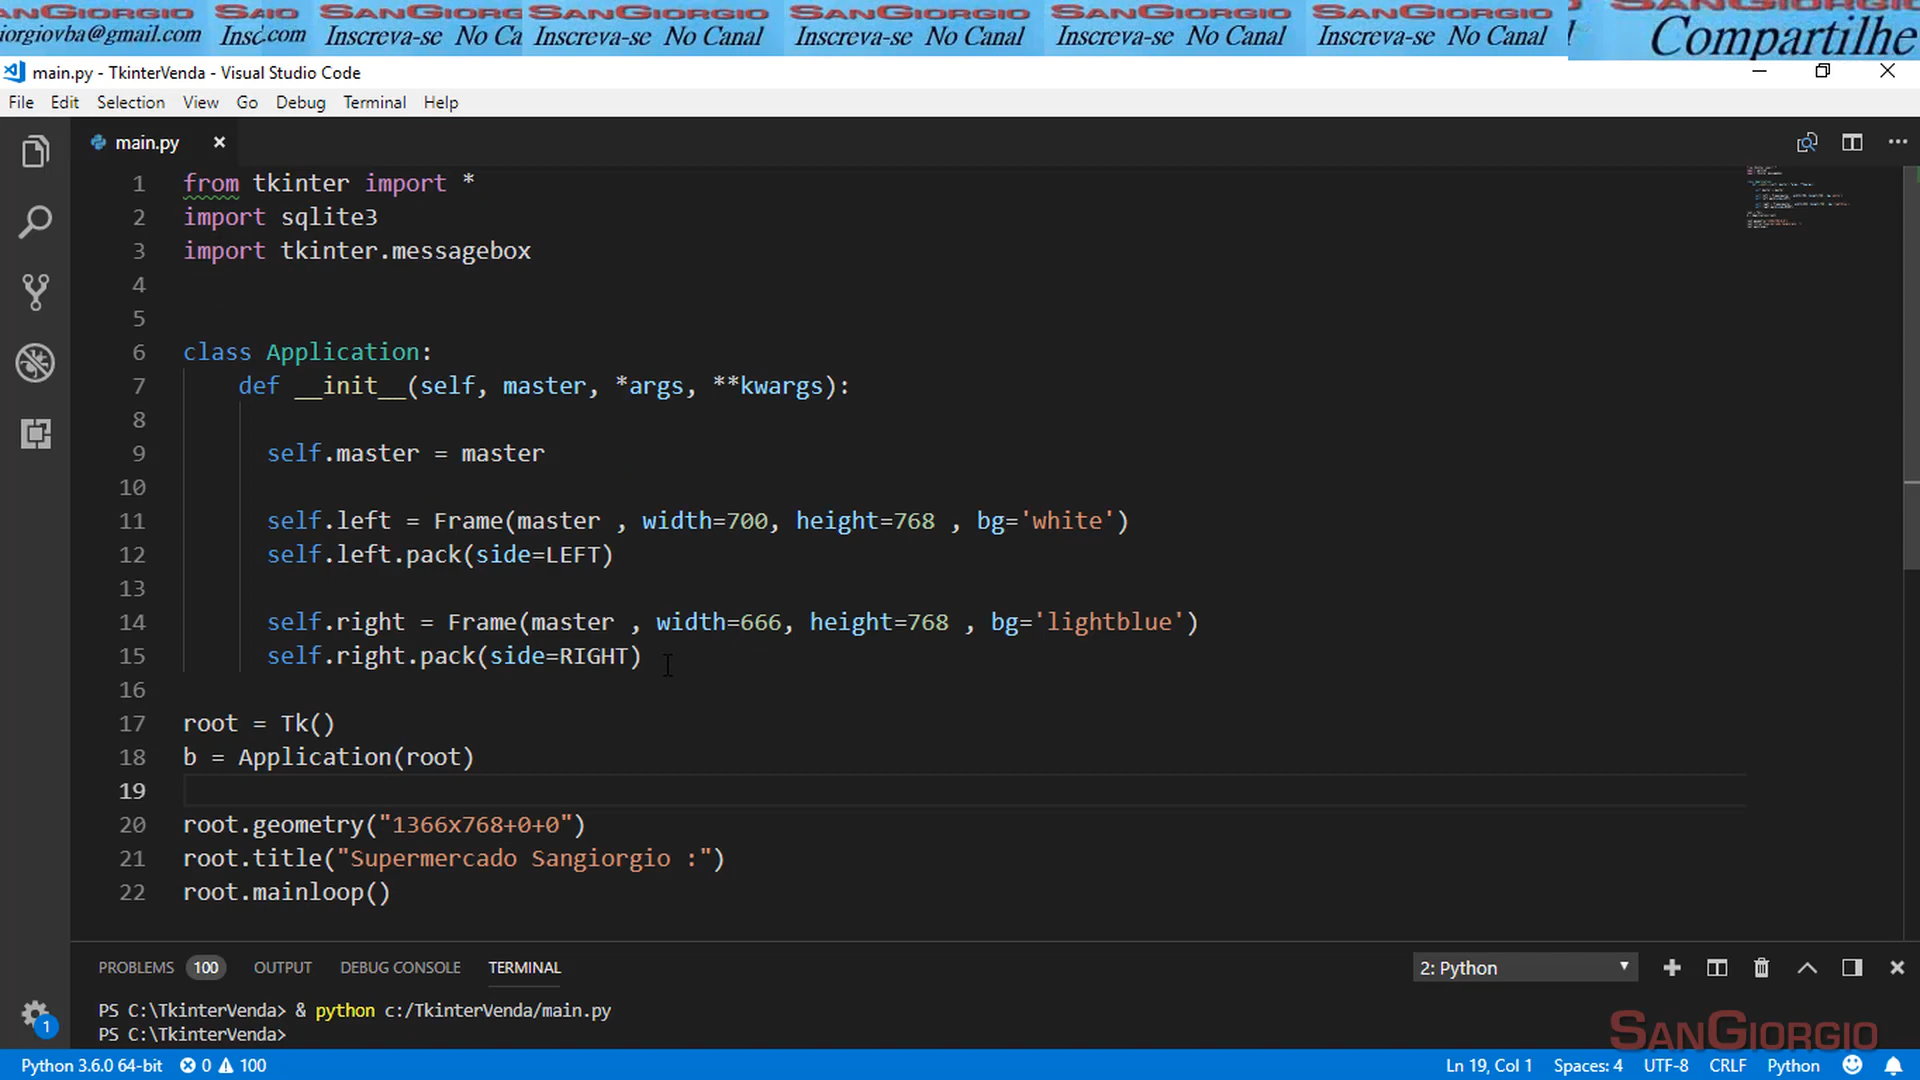 SANGIORGIO SAIO SANGIORG SANGIORGIO SANGIORGIO SANGIORGIO SANGIORGIO SANGIORGIO
iorgiovba@gmail.com Insc.com Inscreva-se No Ca Inscreva-se No Canal Inscreva-se No Canal Inscreva-se No Canal Inscreva-se No Canal Compartilhe
main.py - TkinterVenda - Visual Studio Code
File Edit Selection View Go Debug Terminal Help
main.py
1 from tkinter import *
2 import sqlite3
3 import tkinter.messagebox
4
5
6 class Application:
7 def __init__(self, master, *args, **kwargs):
8
9 self.master = master
10
11 self.left = Frame(master , width=700, height=768 , bg='white')
12 self.left.pack(side=LEFT)
13
14 self.right = Frame(master , width=666, height=768 , bg='lightblue')
15 self.right.pack(side=RIGHT)
16
17 root = Tk()
18 b = Application(root)
19
20 root.geometry("1366x768+0+0")
21 root.title("Supermercado Sangiorgio :")
22 root.mainloop()
PROBLEMS 100 OUTPUT DEBUG CONSOLE TERMINAL 2: Python
PS C:\TkinterVenda> & python c:/TkinterVenda/main.py
PS C:\TkinterVenda>
SANGIORGIO
1
Python 3.6.0 64-bit 0 100 Ln 19, Col 1 Spaces: 4 UTF-8 CRLF Python